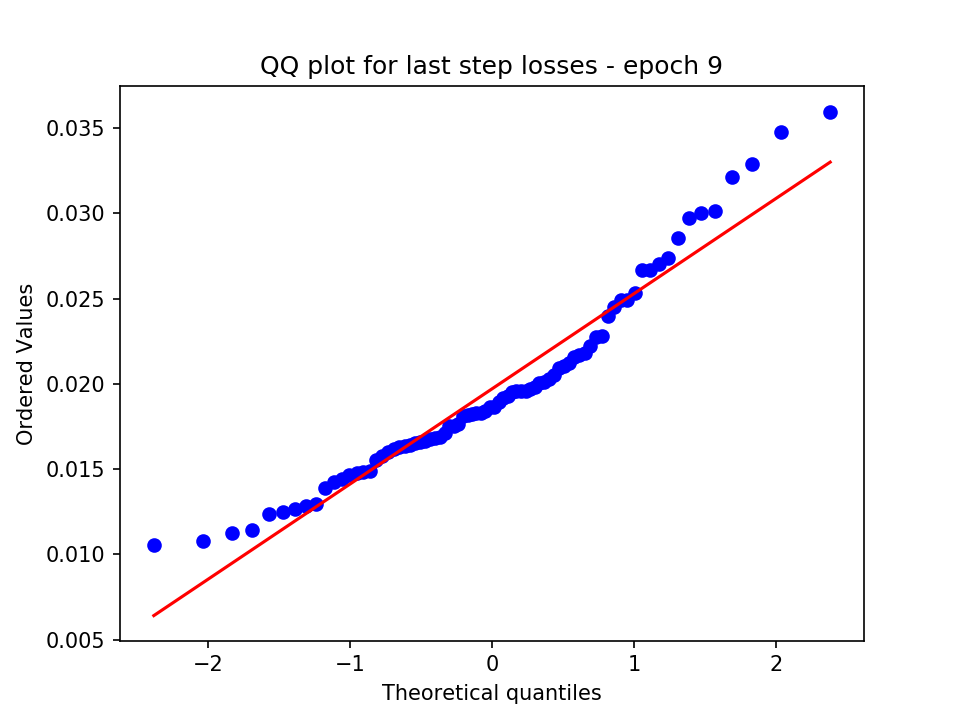 QQ plot for last step losses - epoch 9
Ordered Values
0.035
0.030
0.025
0.020
0.015
0.010
0.005
−2 −1 0 1 2
Theoretical quantiles